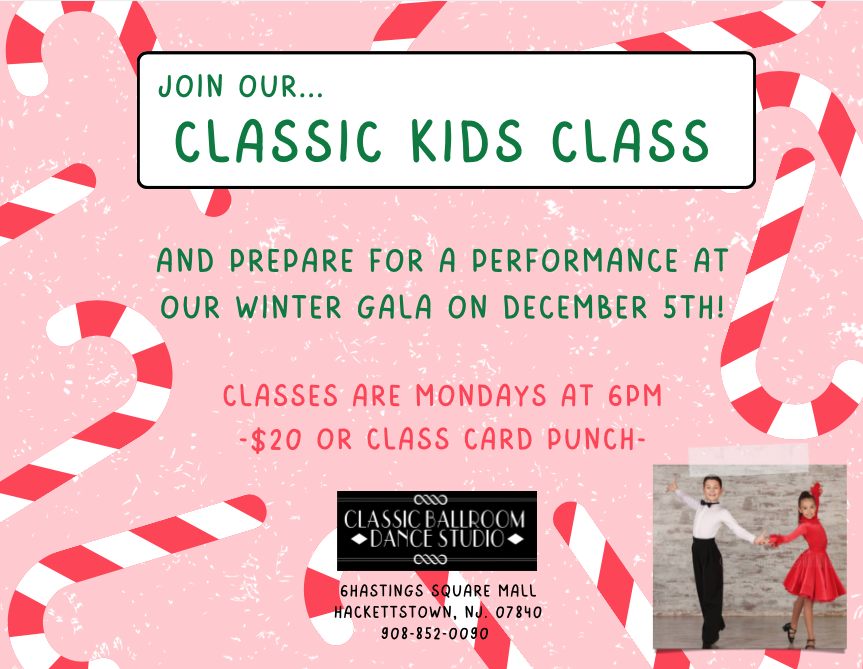 JOIN OUR...
CLASSIC KIDS CLASS
AND PREPARE FOR A PERFORMANCE AT
OUR WINTER GALA ON DECEMBER 5TH!
CLASSES ARE MONDAYS AT 6PM
-$20 OR CLASS CARD PUNCH-
CLASSIC BALLROOM
DANCE STUDIO
6HASTINGS SQUARE MALL
HACKETTSTOWN, NJ. 07840
908-852-0090